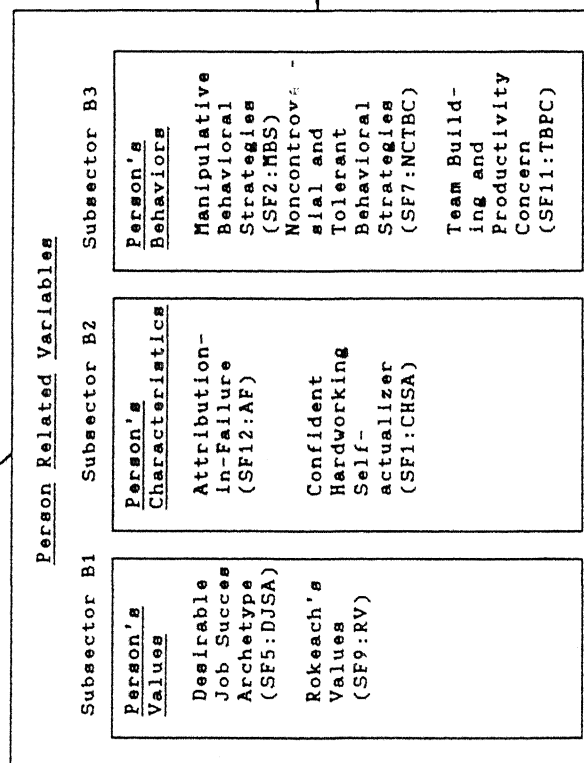 Person Related Variables
Subsector B1
Person's
Values
Desirable
Job Succes
Archetype
(SF5:DJSA)
Rokeach's
Values
(SF9:RV)
Subsector B2
Person's
Characteristics
Attribution-
In-Failure
(SF12:AF)
Confident
Hardworking
Self-
actualizer
(SF1:CHSA)
Subsector B3
Person's
Behaviors
Manipulative
Behavioral
Strategies
(SF2:MBS)
Noncontrover-
sial and
Tolerant
Behavioral
Strategies
(SF7:NCTBC)
Team Build-
ing and
Productivity
Concern
(SF11:TBPC)